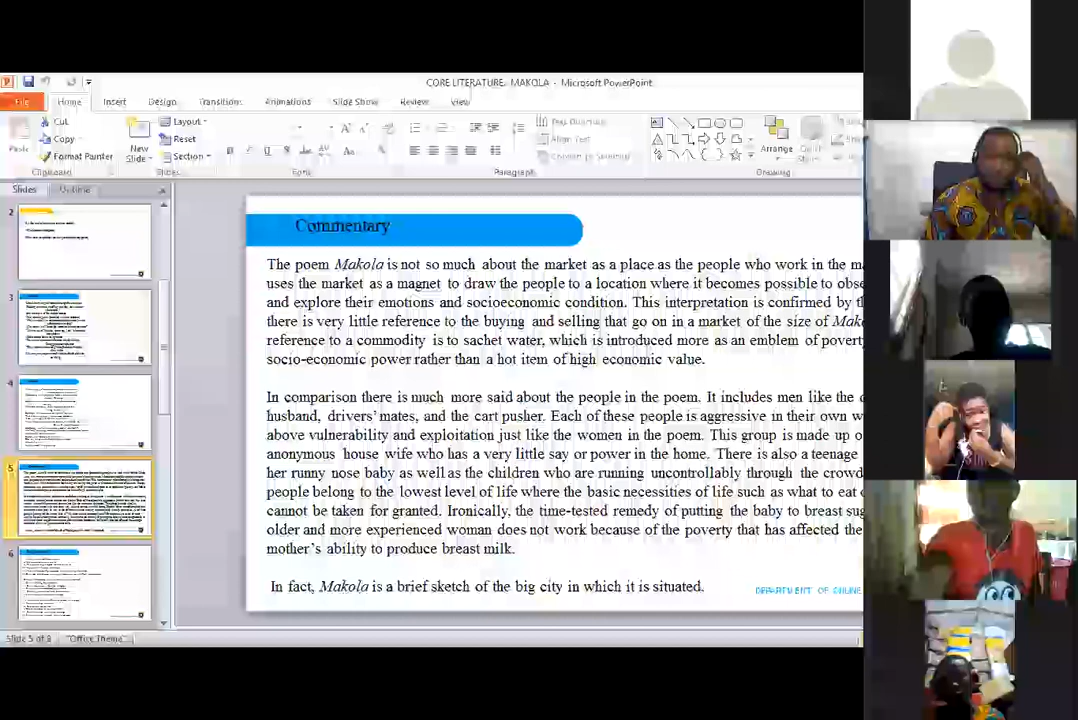 CORE LITERATURE- MAKOLA - Microsoft PowerPoint
File Home Insert Design Transitions Animations Slide Show Review View
Cut
Copy
Format Painter
Paste
Clipboard
New
Slide
Layout
Reset
Section
Slides
Font
Paragraph
Align Text
Arrange
Drawing
Slides Outline
2
3
4
5
6
Commentary
The poem Makola is not so much about the market as a place as the people who work in the ma
uses the market as a magnet to draw the people to a location where it becomes possible to obse
and explore their emotions and socioeconomic condition. This interpretation is confirmed by th
there is very little reference to the buying and selling that go on in a market of the size of Mak
reference to a commodity is to sachet water, which is introduced more as an emblem of povert
socio-economic power rather than a hot item of high economic value.
In comparison there is much more said about the people in the poem. It includes men like the
husband, drivers' mates, and the cart pusher. Each of these people is aggressive in their own w
above vulnerability and exploitation just like the women in the poem. This group is made up o
anonymous house wife who has a very little say or power in the home. There is also a teenage
her runny nose baby as well as the children who are running uncontrollably through the crowd
people belong to the lowest level of life where the basic necessities of life such as what to eat
cannot be taken for granted. Ironically, the time-tested remedy of putting the baby to breast sug
older and more experienced woman does not work because of the poverty that has affected the
mother's ability to produce breast milk.
In fact, Makola is a brief sketch of the big city in which it is situated.
DEPARTMENT OF ONLINE
Slide 5 of 8 "Office Theme"